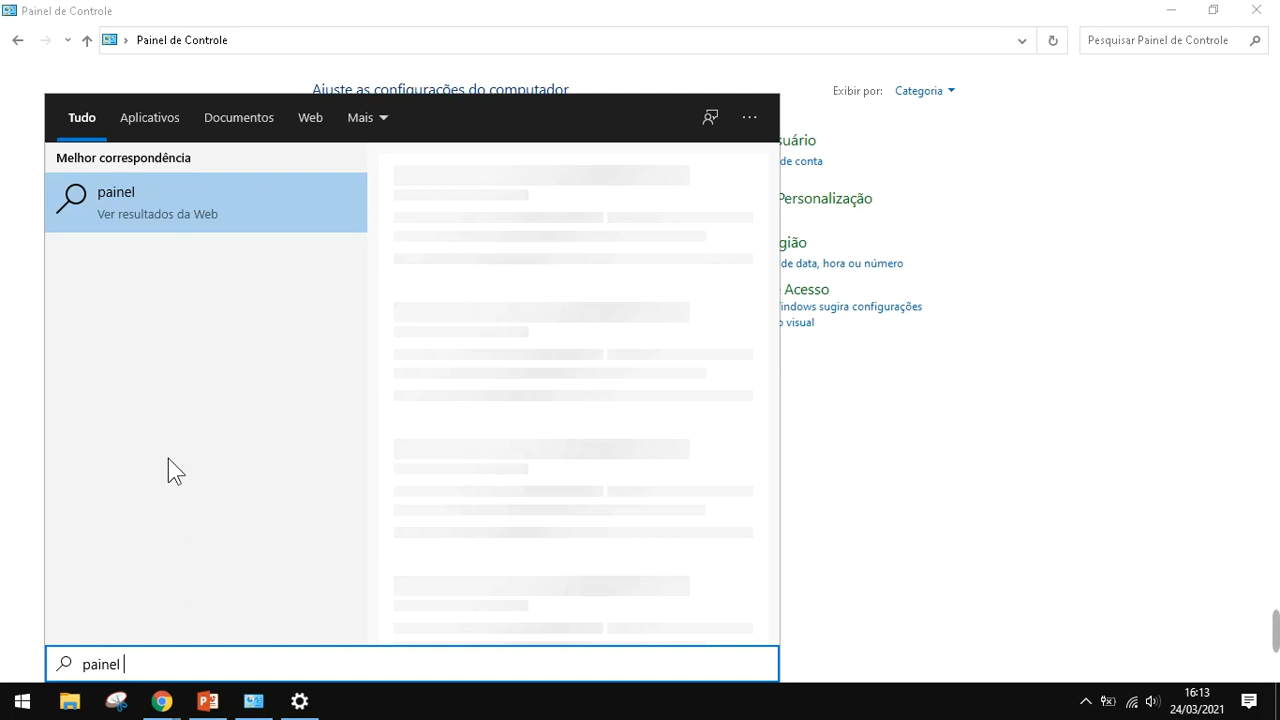 Painel de Controle
Painel de Controle
Pesquisar Painel de Controle
Ajuste as configurações do computador
Exibir por:
Categoria
Tudo
Aplicativos
Documentos
Web
Mais
Melhor correspondência
painel
Ver resultados da Web
suário
de conta
Personalização
gião
de data, hora ou número
Acesso
indows sugira configurações
visual
painel
16:13
24/03/2021